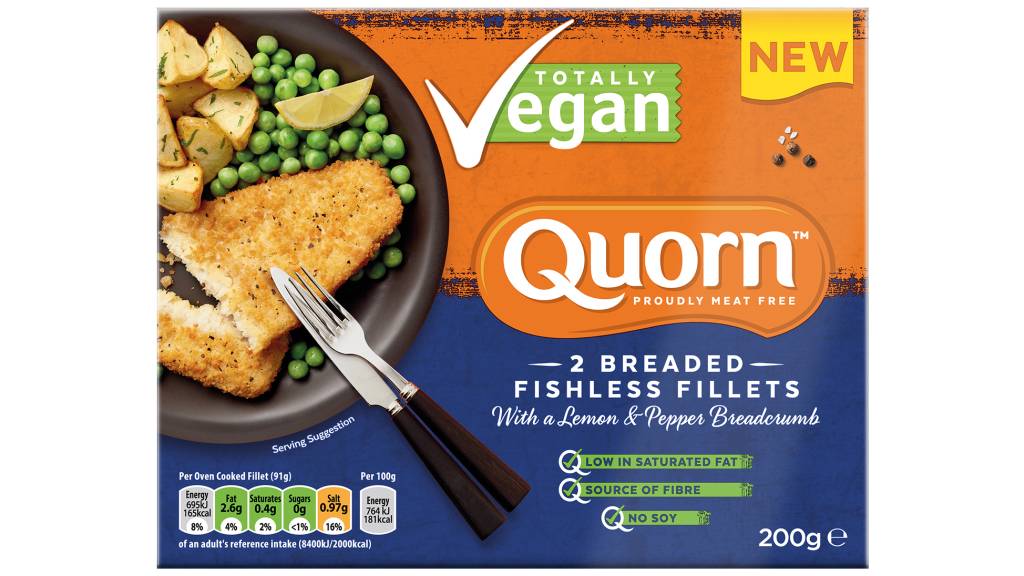 TOTALLY
Vegan
NEW
Quorn™
PROUDLY MEAT FREE
2 BREADED
FISHLESS FILLETS
With a Lemon & Pepper Breadcrumb
Serving Suggestion
LOW IN SATURATED FAT
SOURCE OF FIBRE
NO SOY
Per Oven Cooked Fillet (91g) Per 100g
Energy 695kJ 165kcal 8%
Fat 2.6g 4%
Saturates 0.4g 2%
Sugars 0g <1%
Salt 0.97g 16%
Energy 764 kJ 181kcal
of an adult's reference intake (8400kJ/2000kcal)
200g e